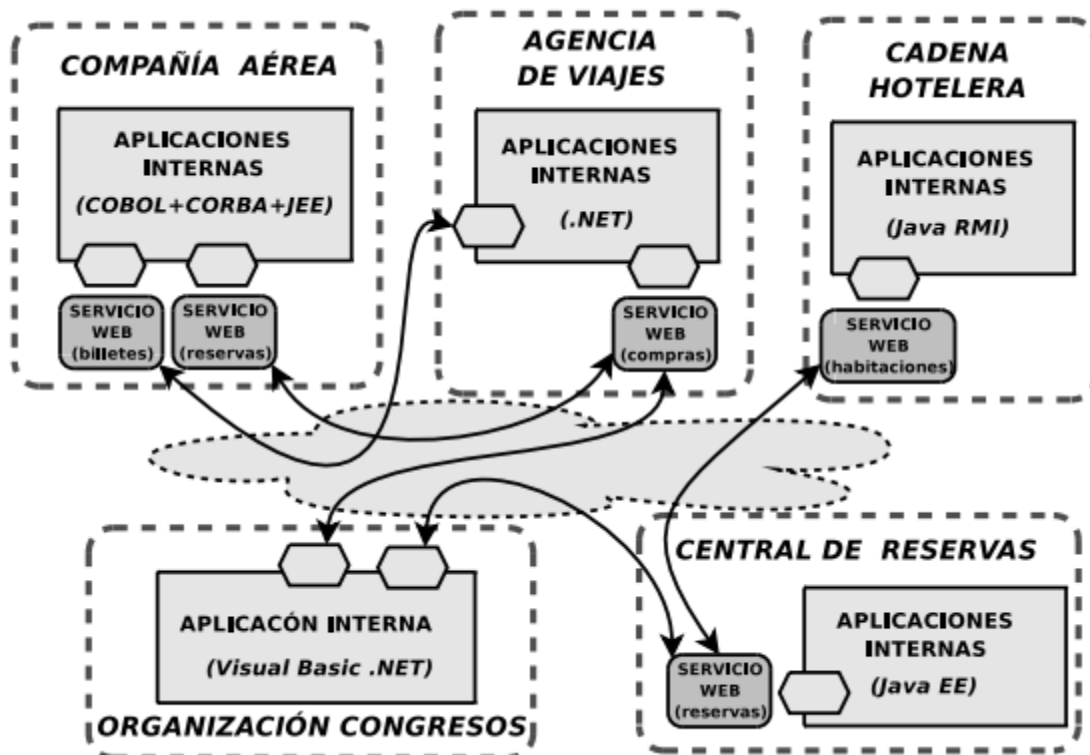 COMPAÑÍA AÉREA
APLICACIONES
INTERNAS
(COBOL+CORBA+JEE)
SERVICIO
WEB
(billetes)
SERVICIO
WEB
(reservas)
AGENCIA
DE VIAJES
APLICACIONES
INTERNAS
(.NET)
SERVICIO
WEB
(compras)
CADENA
HOTELERA
APLICACIONES
INTERNAS
(Java RMI)
SERVICIO
WEB
(habitaciones)
APLICACÓN INTERNA
(Visual Basic .NET)
ORGANIZACIÓN CONGRESOS
CENTRAL DE RESERVAS
SERVICIO
WEB
(reservas)
APLICACIONES
INTERNAS
(Java EE)